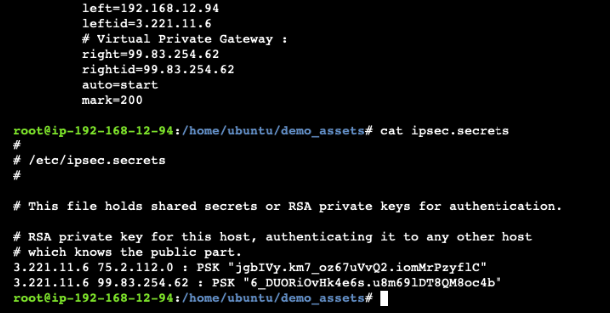 left=192.168.12.94
leftid=3.221.11.6
# Virtual Private Gateway :
right=99.83.254.62
rightid=99.83.254.62
auto=start
mark=200
root@ip-192-168-12-94:/home/ubuntu/demo_assets# cat ipsec.secrets
#
# /etc/ipsec.secrets
#
# This file holds shared secrets or RSA private keys for authentication.
# RSA private key for this host, authenticating it to any other host
# which knows the public part.
3.221.11.6 75.2.112.0 : PSK "jgbIVy.km7_oz67uVvQ2.iomMrPzyflC"
3.221.11.6 99.83.254.62 : PSK "6_DUORiOvHk4e6s.u8m69lDT8QM8oc4b"
root@ip-192-168-12-94:/home/ubuntu/demo_assets#